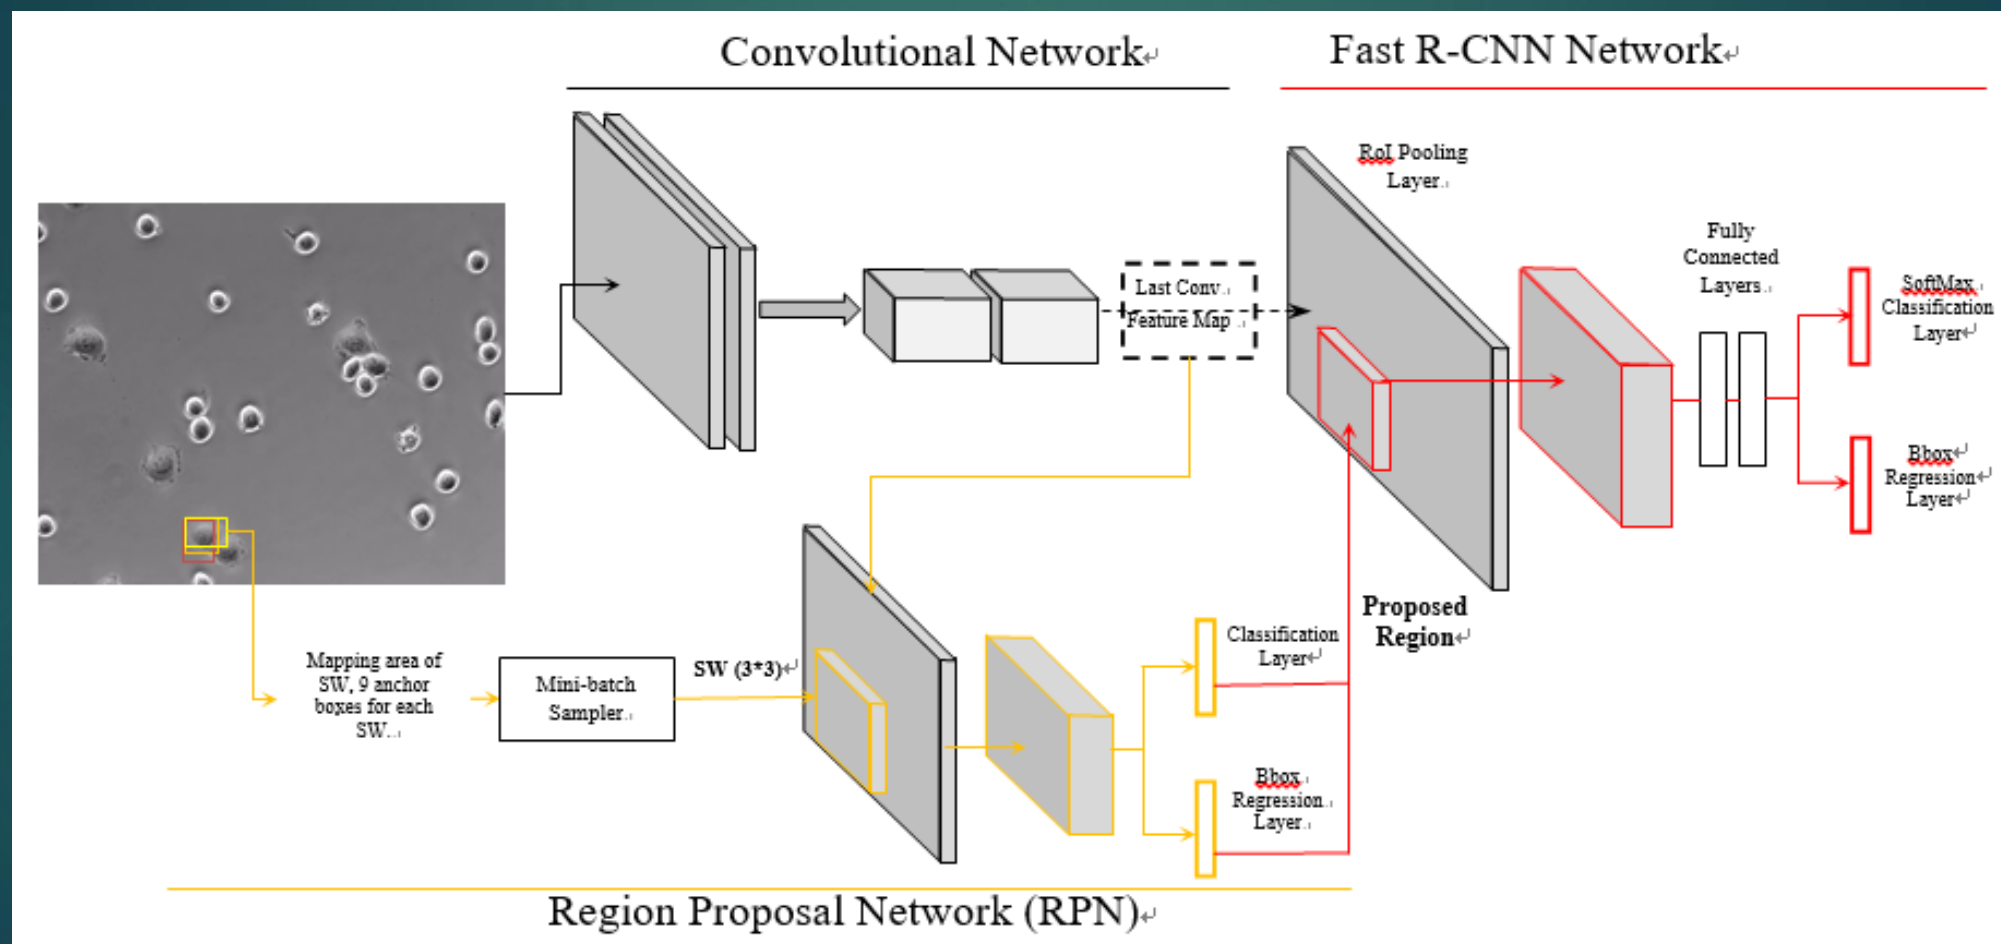 Convolutional Network
Fast R-CNN Network
RoI Pooling
Layer
Last Conv.
Feature Map
Fully
Connected
Layers
SoftMax
Classification
Layer
Bbox
Regression
Layer
Mapping area of
SW, 9 anchor
boxes for each
SW.
Mini-batch
Sampler
SW (3*3)
Classification
Layer
Bbox
Regression
Layer
Proposed
Region
Region Proposal Network (RPN)